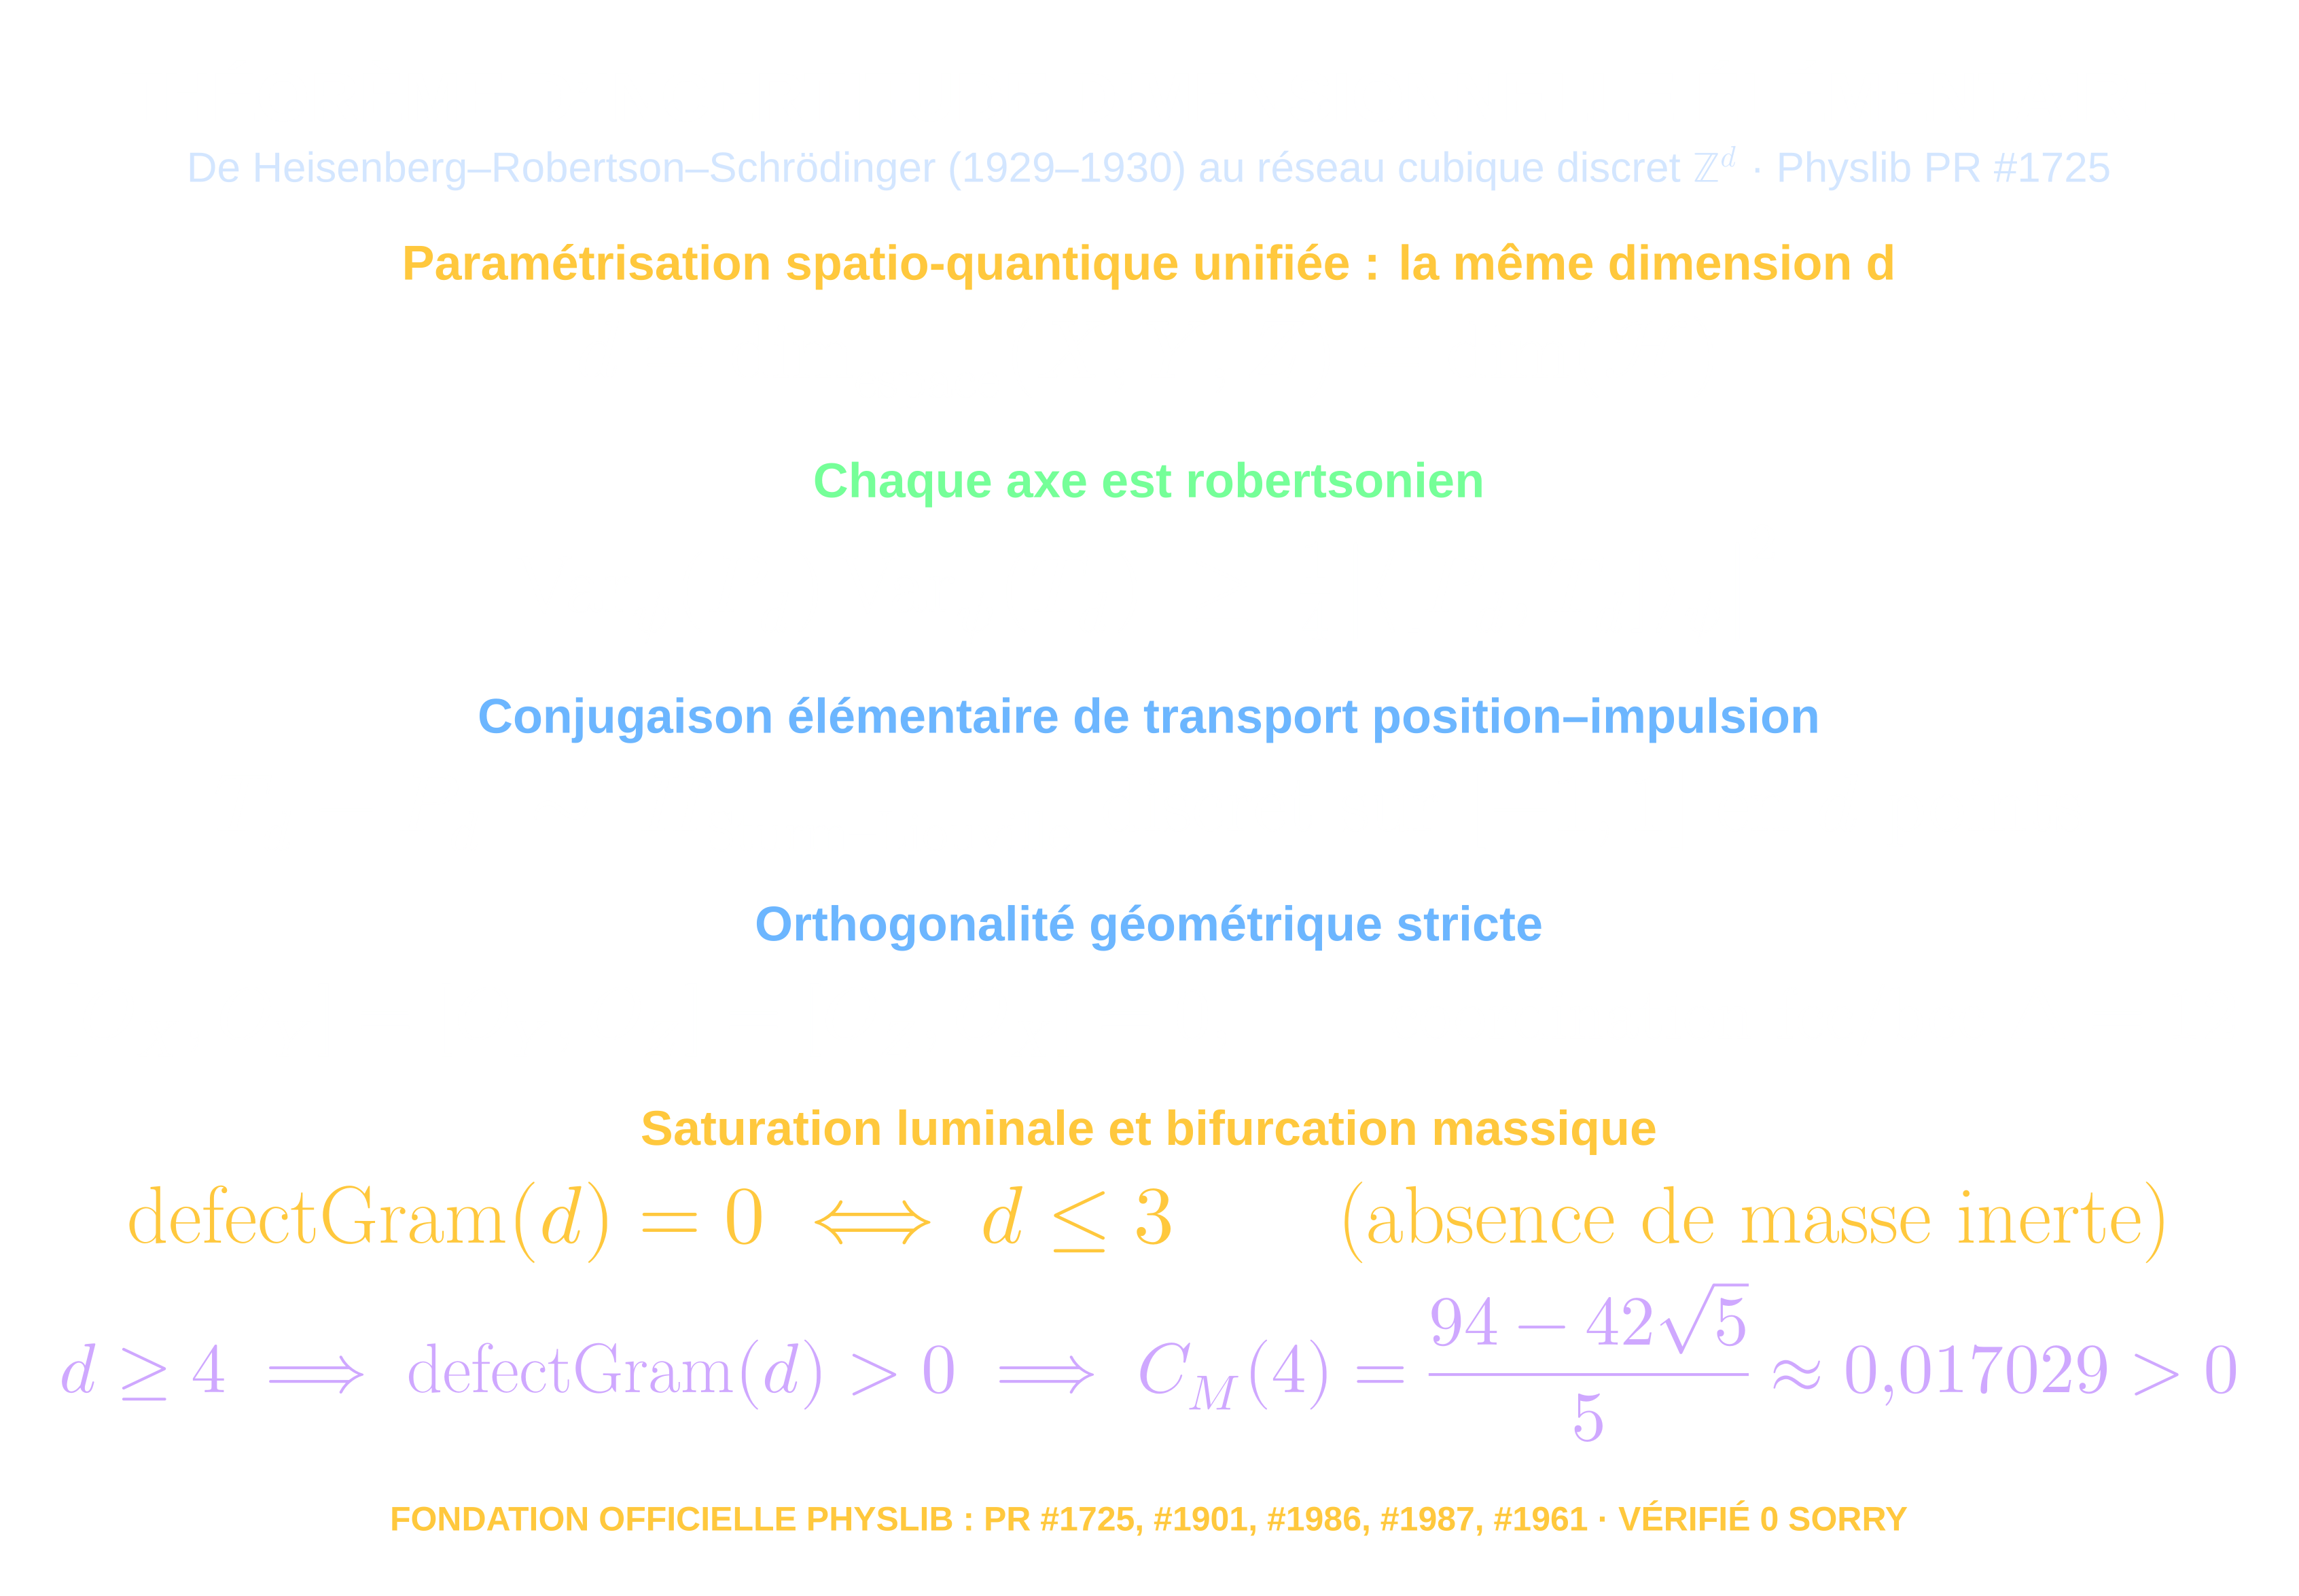 De Heisenberg–Robertson–Schrödinger (1929–1930) au réseau cubique discret ℤ^d · Physlib PR #1725
Paramétrisation spatio-quantique unifiée : la même dimension d
Chaque axe est robertsonien
Conjugaison élémentaire de transport position–impulsion
Orthogonalité géométrique stricte
Saturation luminale et bifurcation massique
defectGram(d) = 0 ⟺ d ≤ 3 (absence de masse inerte)
d ≥ 4 ⟹ defectGram(d) > 0 ⟹ C_M(4) = (94 − 42√5)/5 ≈ 0,017029 > 0
FONDATION OFFICIELLE PHYSLIB : PR #1725, #1901, #1986, #1987, #1961 · VÉRIFIÉ 0 SORRY